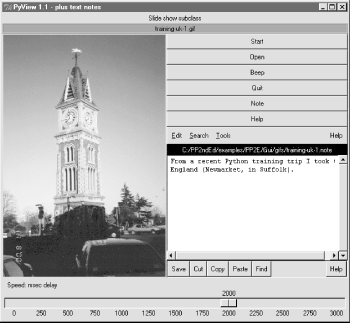 PyView 1.1 - plus text notes
Slide show subclass
training-uk-1.gif
Start
Open
Beep
Quit
Note
Help
Edit Search Tools Help
C:/PP2ndEd/examples/PP2E/Gui/gifs/training-uk-1.note
From a recent Python training trip I took
England (Newmarket, in Suffolk).
Save Cut Copy Paste Find Help
Speed: msec delay
2000
0 250 500 750 1000 1250 1500 1750 2000 2250 2500 2750 3000